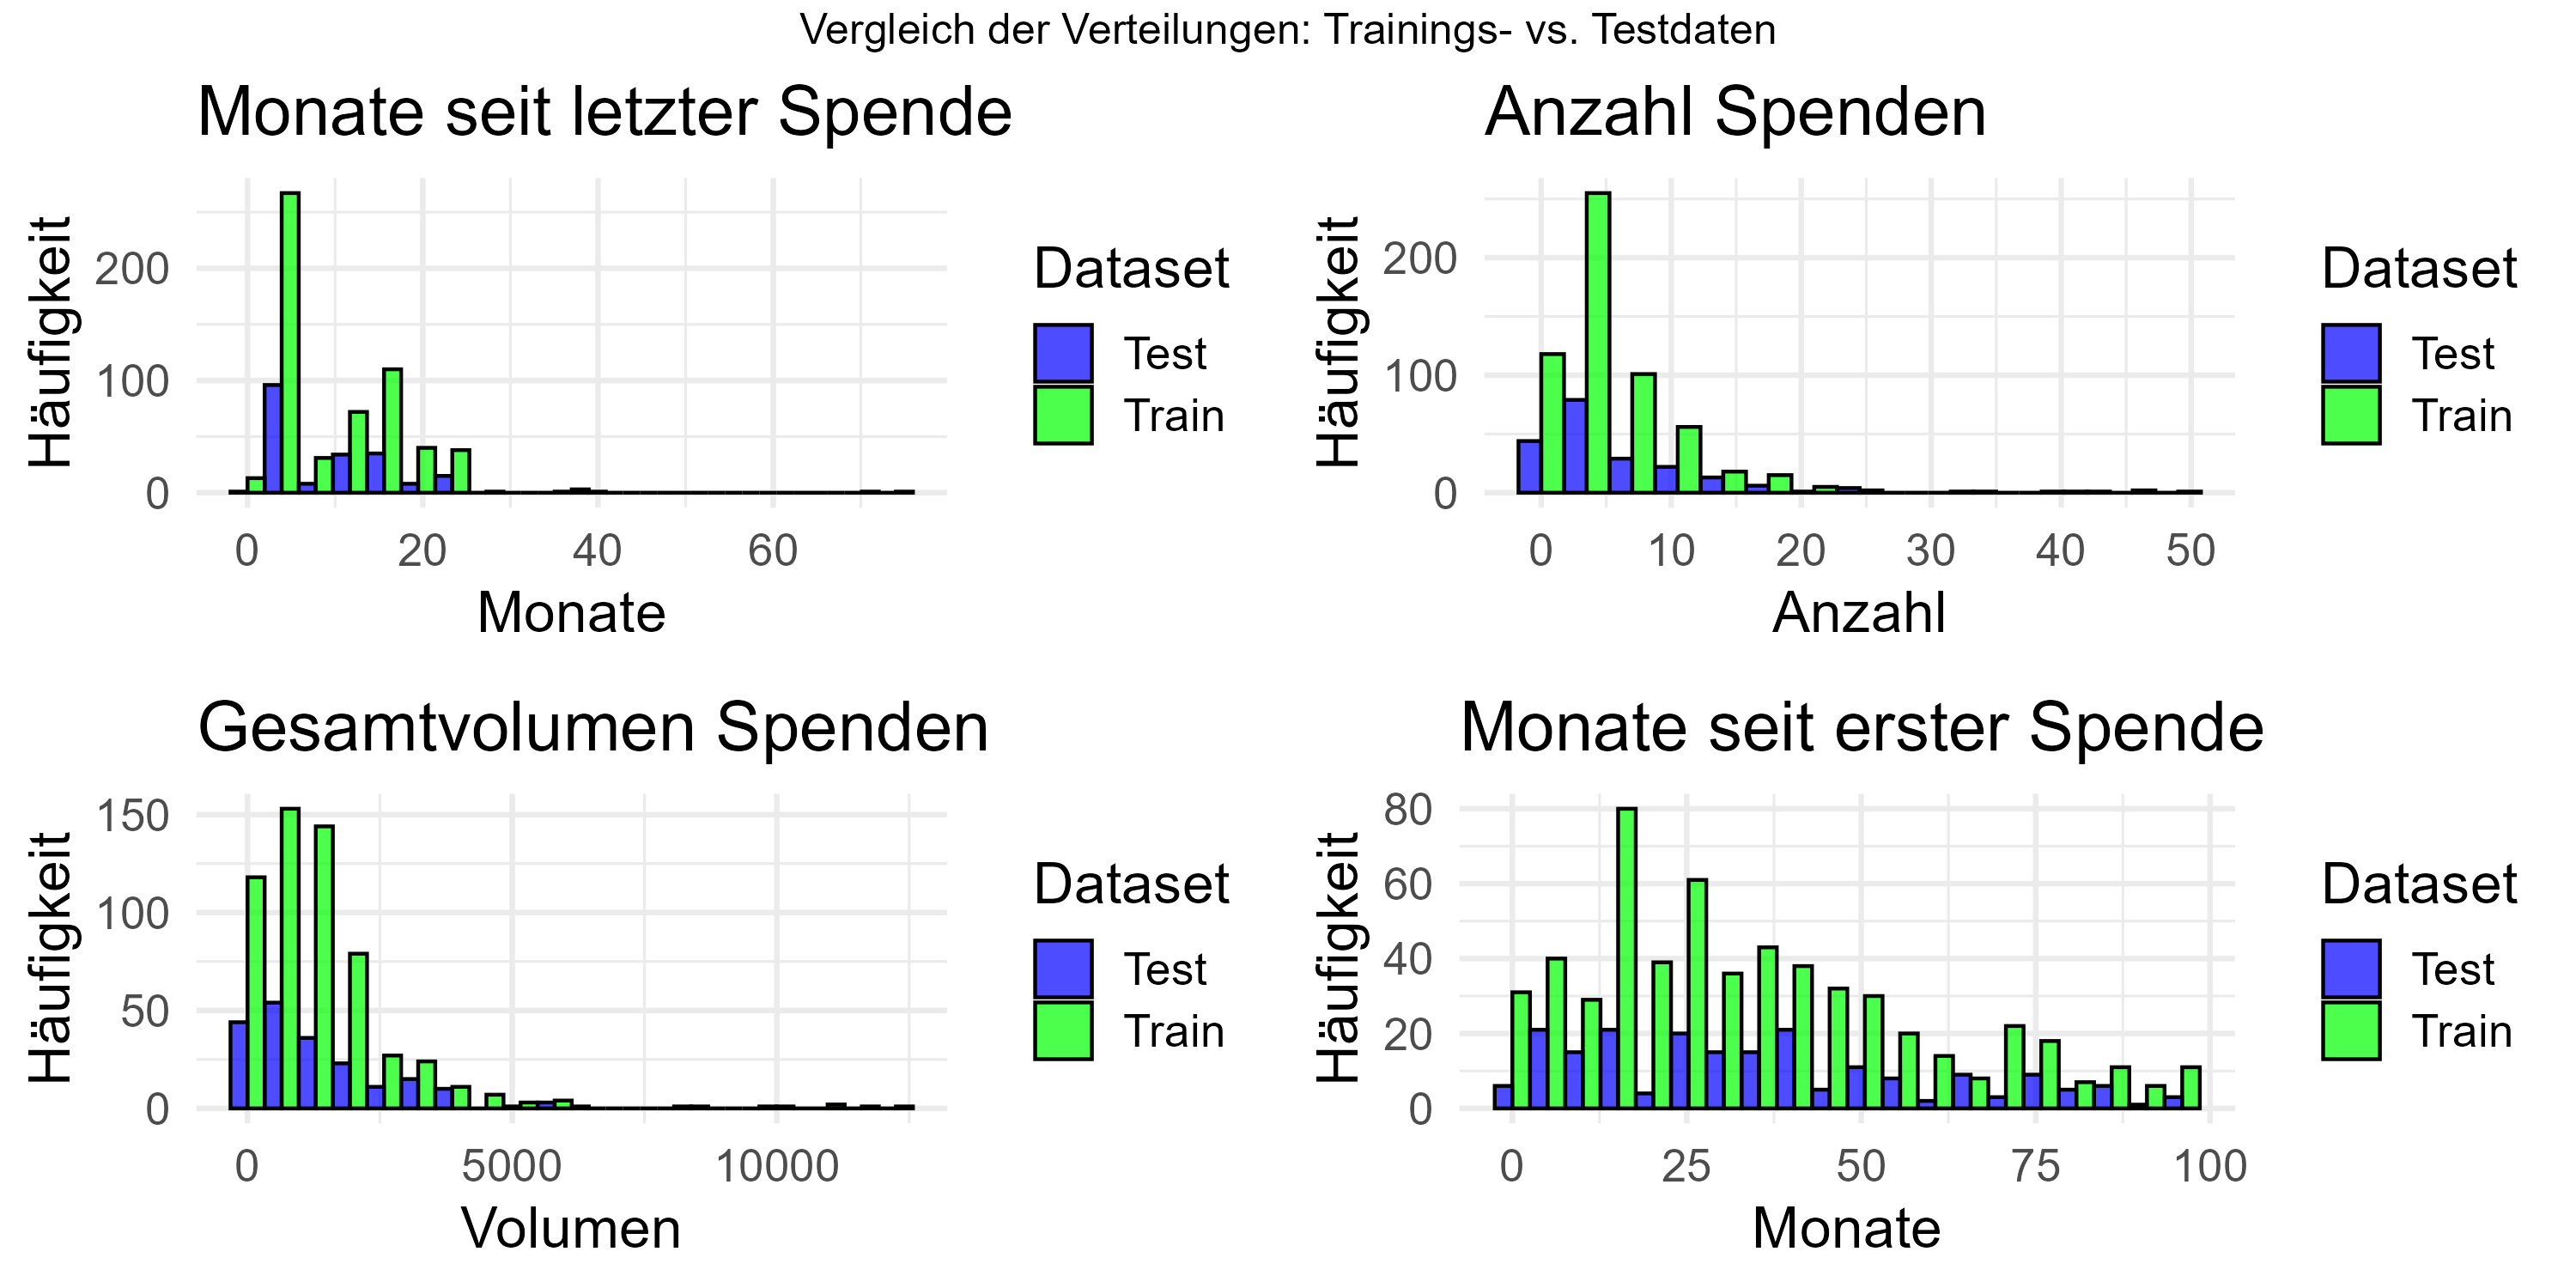 Vergleich der Verteilungen: Trainings- vs. Testdaten
Monate seit letzter Spende
Häufigkeit
200
100
0
0 20 40 60
Monate
Dataset
Test
Train
Anzahl Spenden
Häufigkeit
200
100
0
0 10 20 30 40 50
Anzahl
Dataset
Test
Train
Gesamtvolumen Spenden
Häufigkeit
150
100
50
0
0 5000 10000
Volumen
Dataset
Test
Train
Monate seit erster Spende
Häufigkeit
80
60
40
20
0
0 25 50 75 100
Monate
Dataset
Test
Train